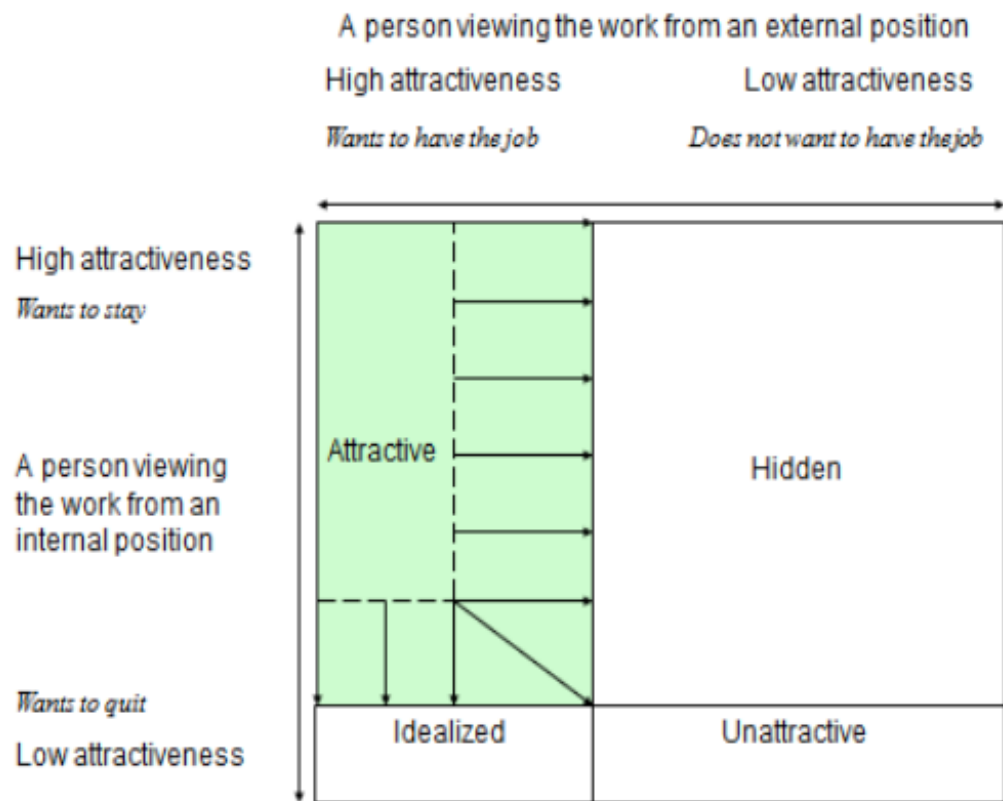 A person viewing the work from an external position
High attractiveness
Low attractiveness
Wants to have the job
Does not want to have the job
High attractiveness
Wants to stay
Attractive
A person viewing
the work from an
internal position
Hidden
Wants to quit
Low attractiveness
Idealized
Unattractive